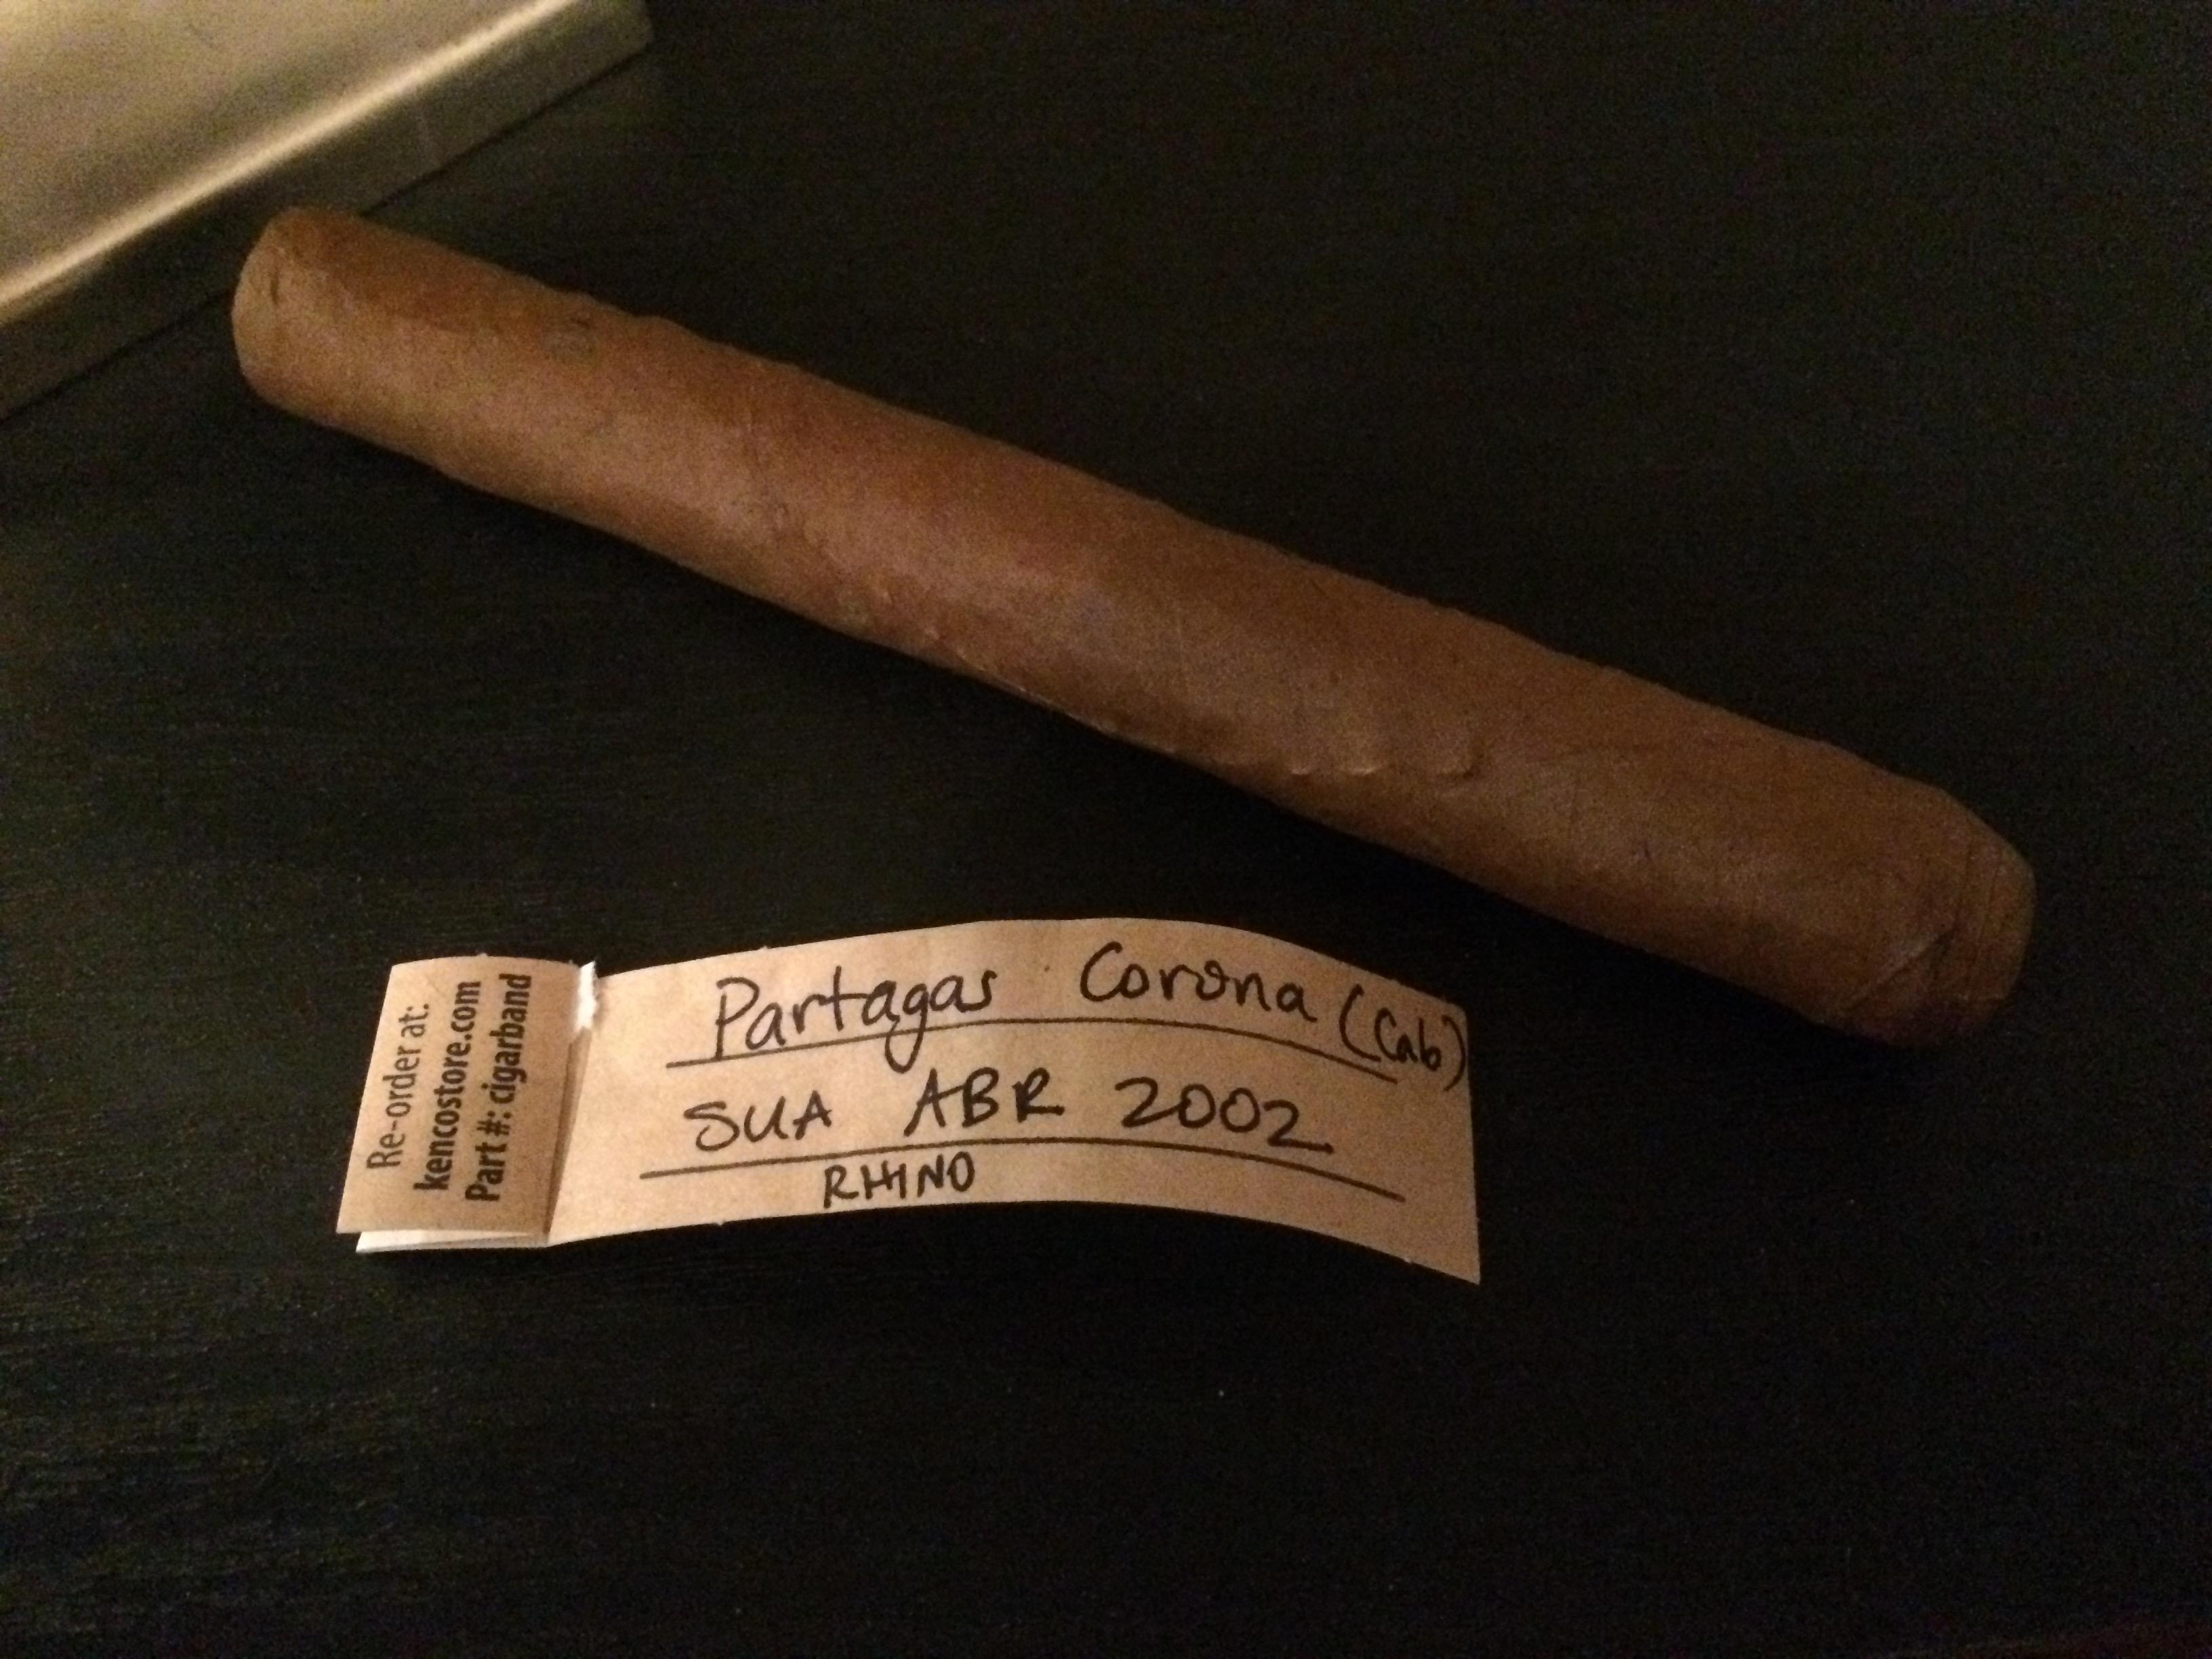 Re-order at:
kencostore.com
Part #: cigarband
Partagas Corona (Cab)
SUA ABR 2002
RHINO